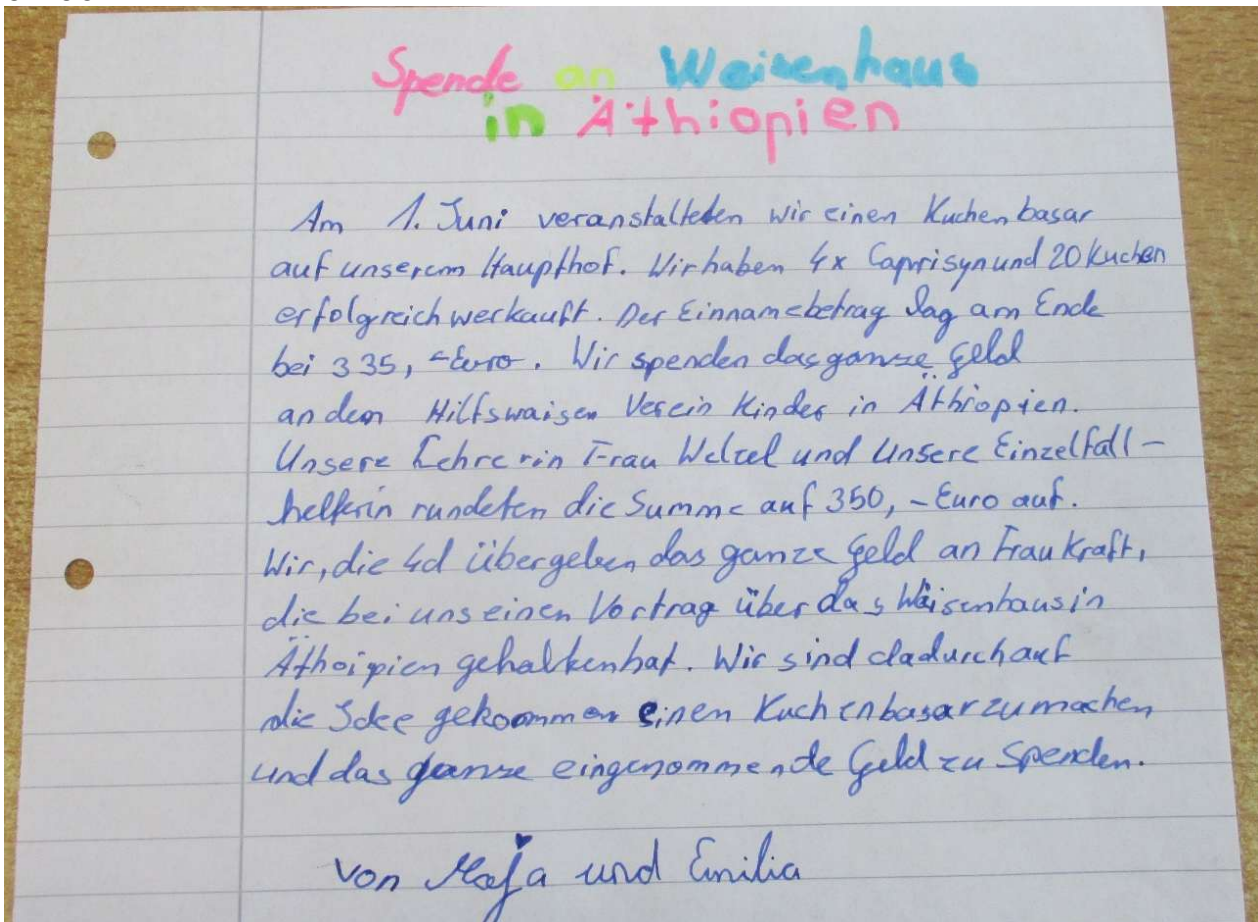 Spende an Waisenhaus
in Äthiopien
Am 1. Juni veranstalteten wir einen Kuchenbasar
auf unserem Haupthof. Wir haben 4x Caprisyn und 20 Kuchen
erfolgreich werkauft. Der Einnamebetrag lag am Ende
bei 335,- Euro. Wir spenden das ganze Geld
an den Hilfswaisen Verein Kinder in Äthiopien.
Unsere Lehrerin Frau Welzel und Unsere Einzelfall-
helferin rundeten die Summe auf 350,- Euro auf.
Wir, die 4d übergeben das ganze Geld an Frau Kraft,
die bei uns einen Vortrag über das Waisenhaus in
Äthoipien gehalten hat. Wir sind dadurch auf
die Idee gekommen einen Kuchenbasar zu machen
und das ganze eingenommende Geld zu Spenden.
von Maja und Emilia